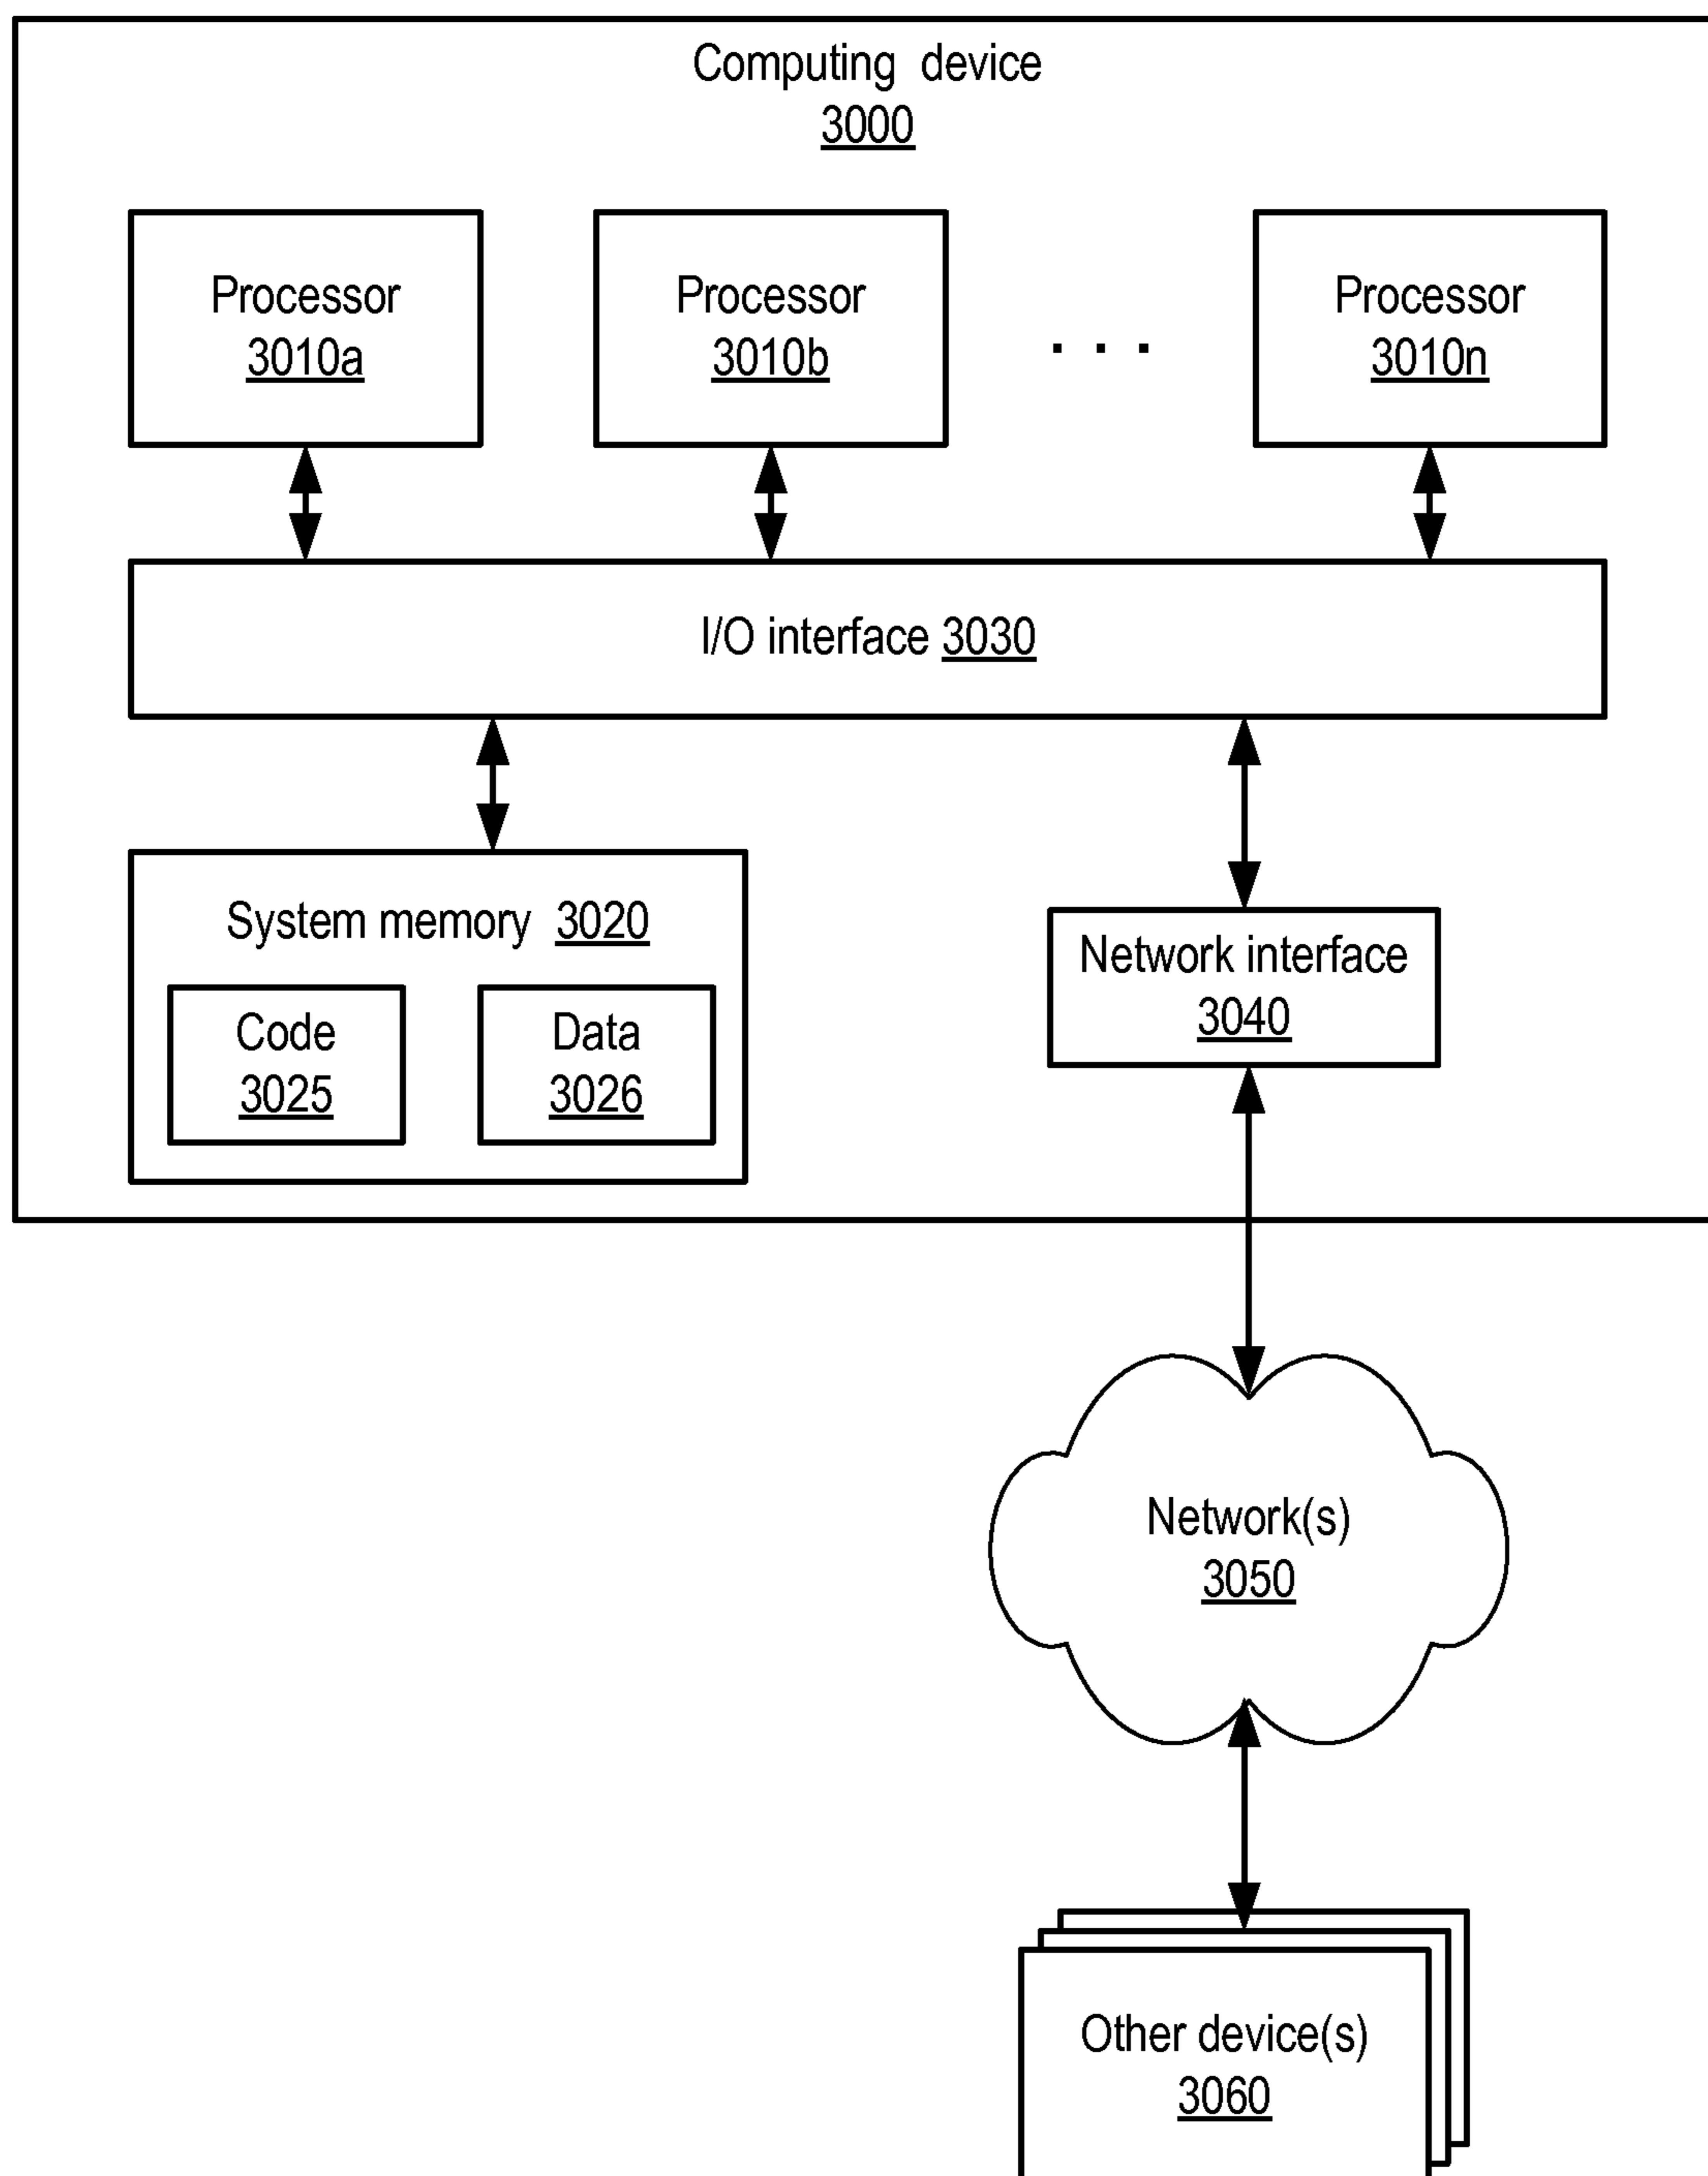 Computing device
3000
Processor
3010a
Processor
3010b
. . .
Processor
3010n
I/O interface 3030
System memory 3020
Code
3025
Data
3026
Network interface
3040
Network(s)
3050
Other device(s)
3060